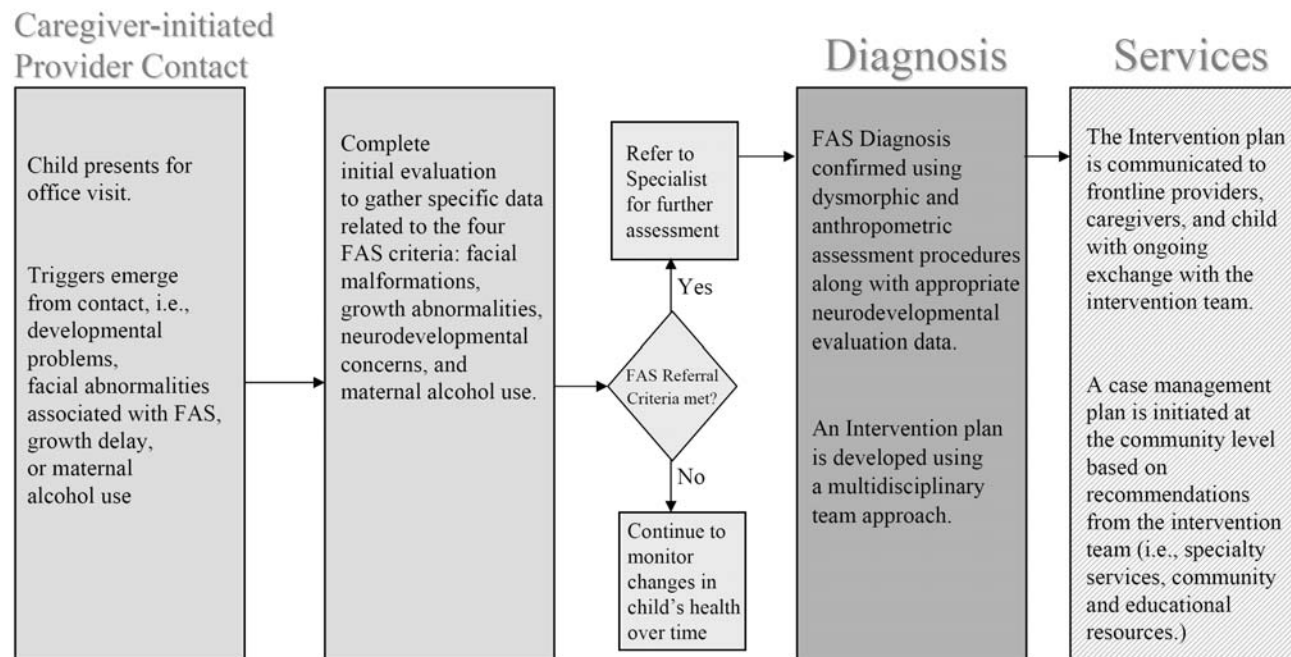 Caregiver-initiated
Provider Contact
Child presents for
office visit.
Triggers emerge
from contact, i.e.,
developmental
problems,
facial abnormalities
associated with FAS,
growth delay,
or maternal
alcohol use
Complete
initial evaluation
to gather specific data
related to the four
FAS criteria: facial
malformations,
growth abnormalities,
neurodevelopmental
concerns, and
maternal alcohol use.
Refer to
Specialist
for further
assessment
Yes
FAS Referral
Criteria met?
No
Continue to
monitor
changes in
child’s health
over time
Diagnosis
FAS Diagnosis
confirmed using
dysmorphic and
anthropometric
assessment procedures
along with appropriate
neurodevelopmental
evaluation data.
An Intervention plan
is developed using
a multidisciplinary
team approach.
Services
The Intervention plan
is communicated to
frontline providers,
caregivers, and child
with ongoing
exchange with the
intervention team.
A case management
plan is initiated at
the community level
based on
recommendations
from the intervention
team (i.e., specialty
services, community
and educational
resources.)